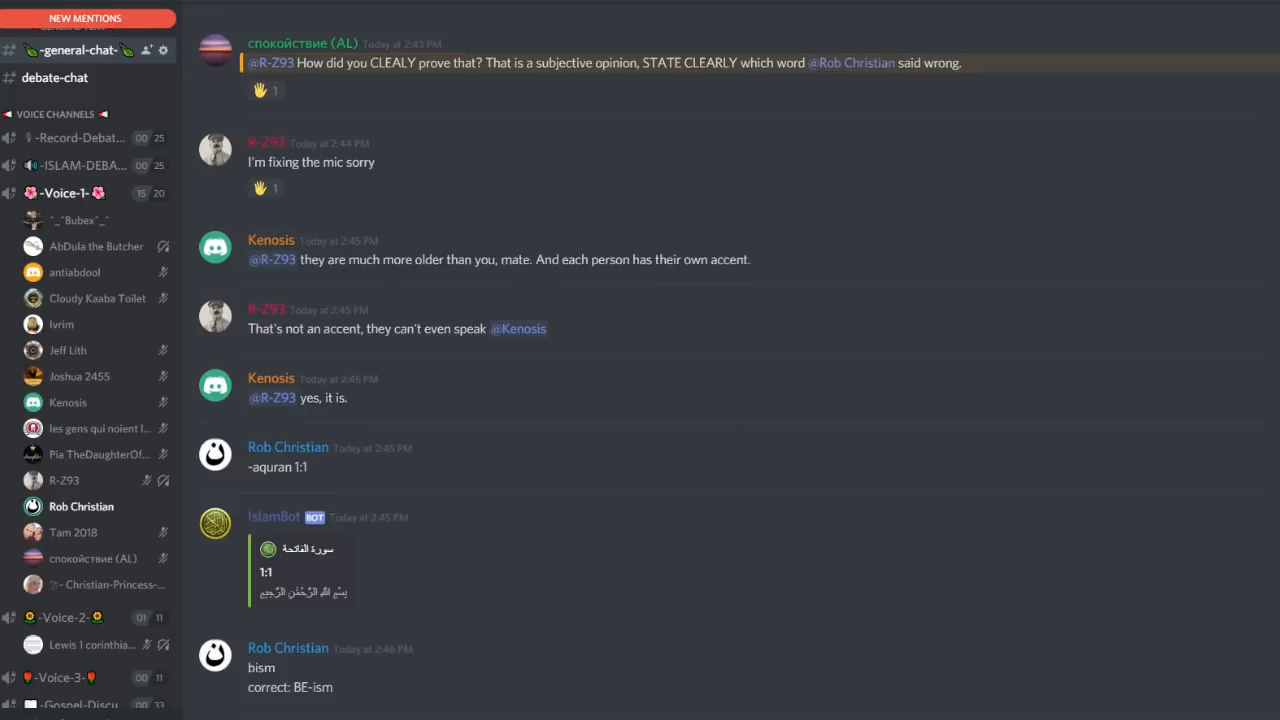 NEW MENTIONS
-general-chat-
debate-chat
VOICE CHANNELS
-Record-Debat... 00 25
-ISLAM-DEBA... 00 25
-Voice-1- 15 20
^_^Bubex^_^
AbDula the Butcher
antiabdool
Cloudy Kaaba Toilet
Ivrim
Jeff Lith
Joshua 2455
Kenosis
les gens qui noient l...
Pia TheDaughterOf...
R-Z93
Rob Christian
Tam 2018
спокойствие (AL)
- Christian-Princess-...
-Voice-2- 01 11
Lewis 1 corinthia...
-Voice-3- 00 11
-Gospel-Discu 00 33
спокойствие (AL) Today at 2:43 PM
@R-Z93 How did you CLEALY prove that? That is a subjective opinion, STATE CLEARLY which word @Rob Christian said wrong.
1
R-Z93 Today at 2:44 PM
I'm fixing the mic sorry
1
Kenosis Today at 2:45 PM
@R-Z93 they are much more older than you, mate. And each person has their own accent.
R-Z93 Today at 2:45 PM
That's not an accent, they can't even speak @Kenosis
Kenosis Today at 2:45 PM
@R-Z93 yes, it is.
Rob Christian Today at 2:45 PM
-aquran 1:1
IslamBot BOT Today at 2:45 PM
سورة الفاتحة
1:1
بِسْمِ اللَّهِ الرَّحْمَٰنِ الرَّحِيمِ
Rob Christian Today at 2:46 PM
bism
correct: BE-ism